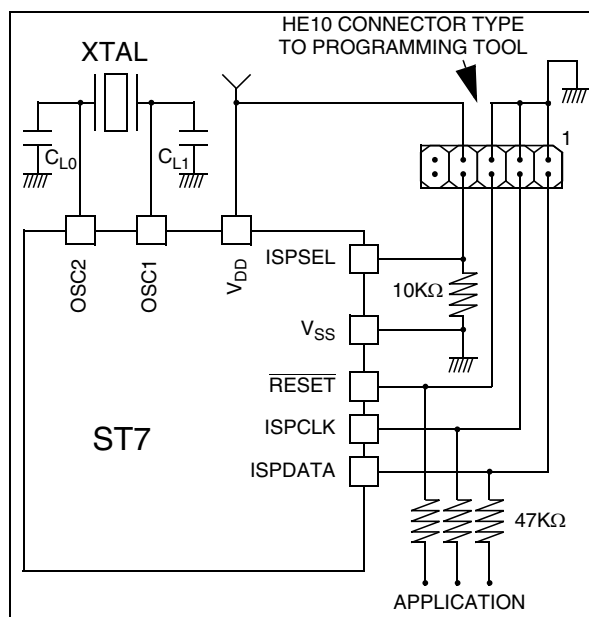 HE10 CONNECTOR TYPE
TO PROGRAMMING TOOL
XTAL
1
CL0
CL1
OSC2
OSC1
VDD
ISPSEL
10KΩ
VSS
RESET
ISPCLK
ST7
ISPDATA
47KΩ
APPLICATION